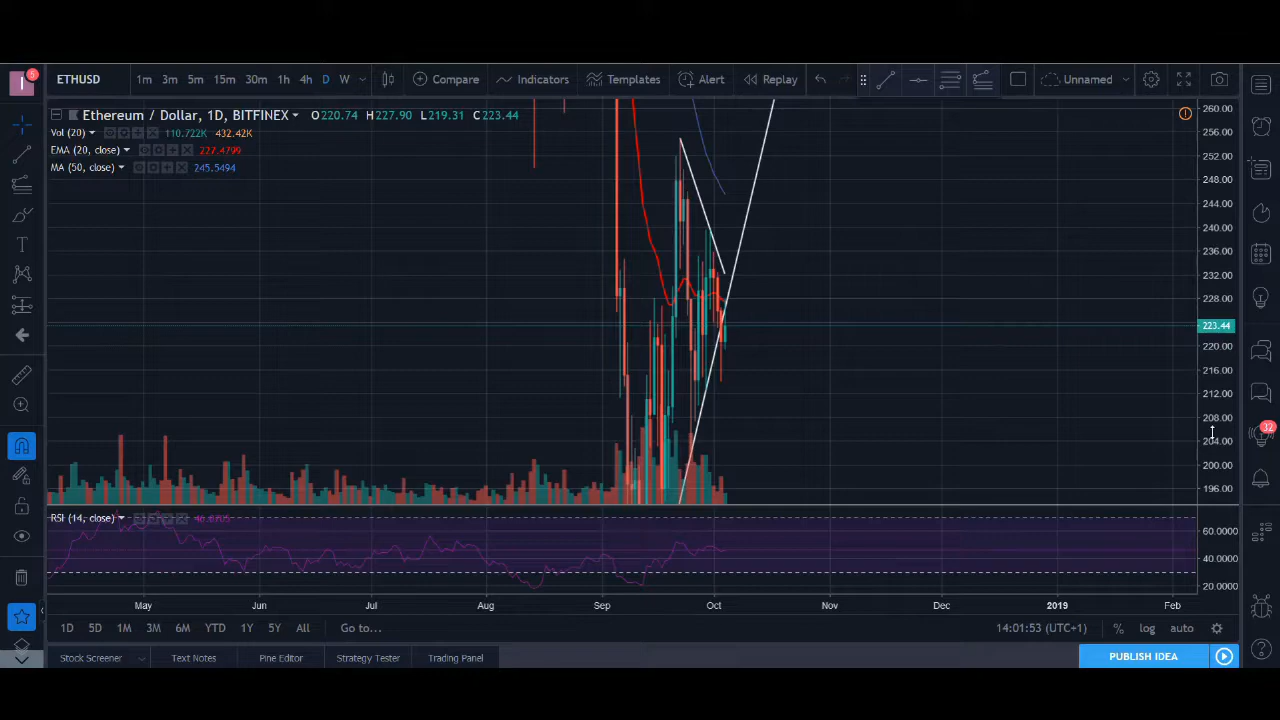 I 5 ETHUSD 1m 3m 5m 15m 30m 1h 4h D W Compare Indicators Templates Alert Replay Unnamed
Ethereum / Dollar, 1D, BITFINEX O220.74 H227.90 L219.31 C223.44
Vol (20) 110.722K 432.42K
EMA (20, close) 227.4799
MA (50, close) 245.5494
260.00
256.00
252.00
248.00
244.00
240.00
236.00
232.00
228.00
223.44
220.00
216.00
212.00
208.00
32
204.00
200.00
196.00
RSI (14, close)
60.0000
40.0000
20.0000
May Jun Jul Aug Sep Oct Nov Dec 2019 Feb
1D 5D 1M 3M 6M YTD 1Y 5Y All Go to... 14:01:53 (UTC+1) % log auto
Stock Screener Text Notes Pine Editor Strategy Tester Trading Panel PUBLISH IDEA